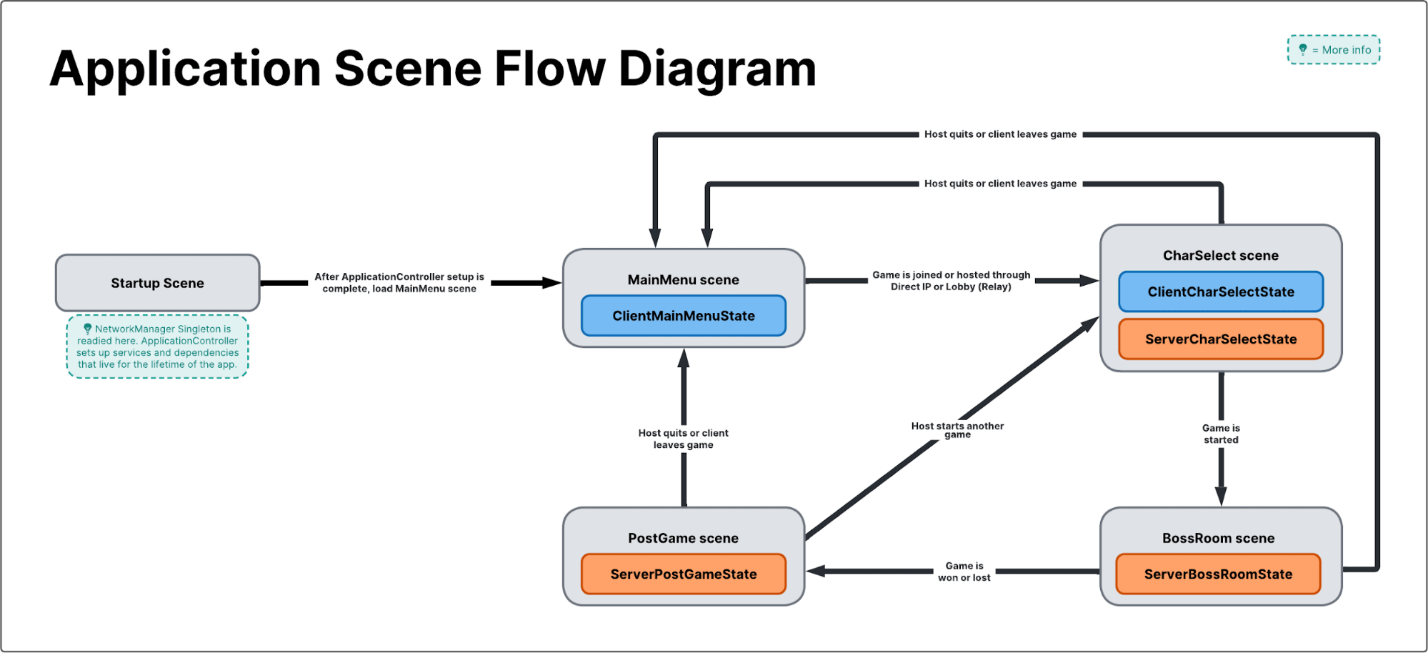 Application Scene Flow Diagram
= More info
Host quits or client leaves game
Host quits or client leaves game
Startup Scene
After ApplicationController setup is
complete, load MainMenu scene
NetworkManager Singleton is
readied here. ApplicationController
sets up services and dependencies
that live for the lifetime of the app.
MainMenu scene
ClientMainMenuState
Game is joined or hosted through
Direct IP or Lobby (Relay)
CharSelect scene
ClientCharSelectState
ServerCharSelectState
Host quits or client
leaves game
Host starts another
game
Game is
started
PostGame scene
ServerPostGameState
Game is
won or lost
BossRoom scene
ServerBossRoomState